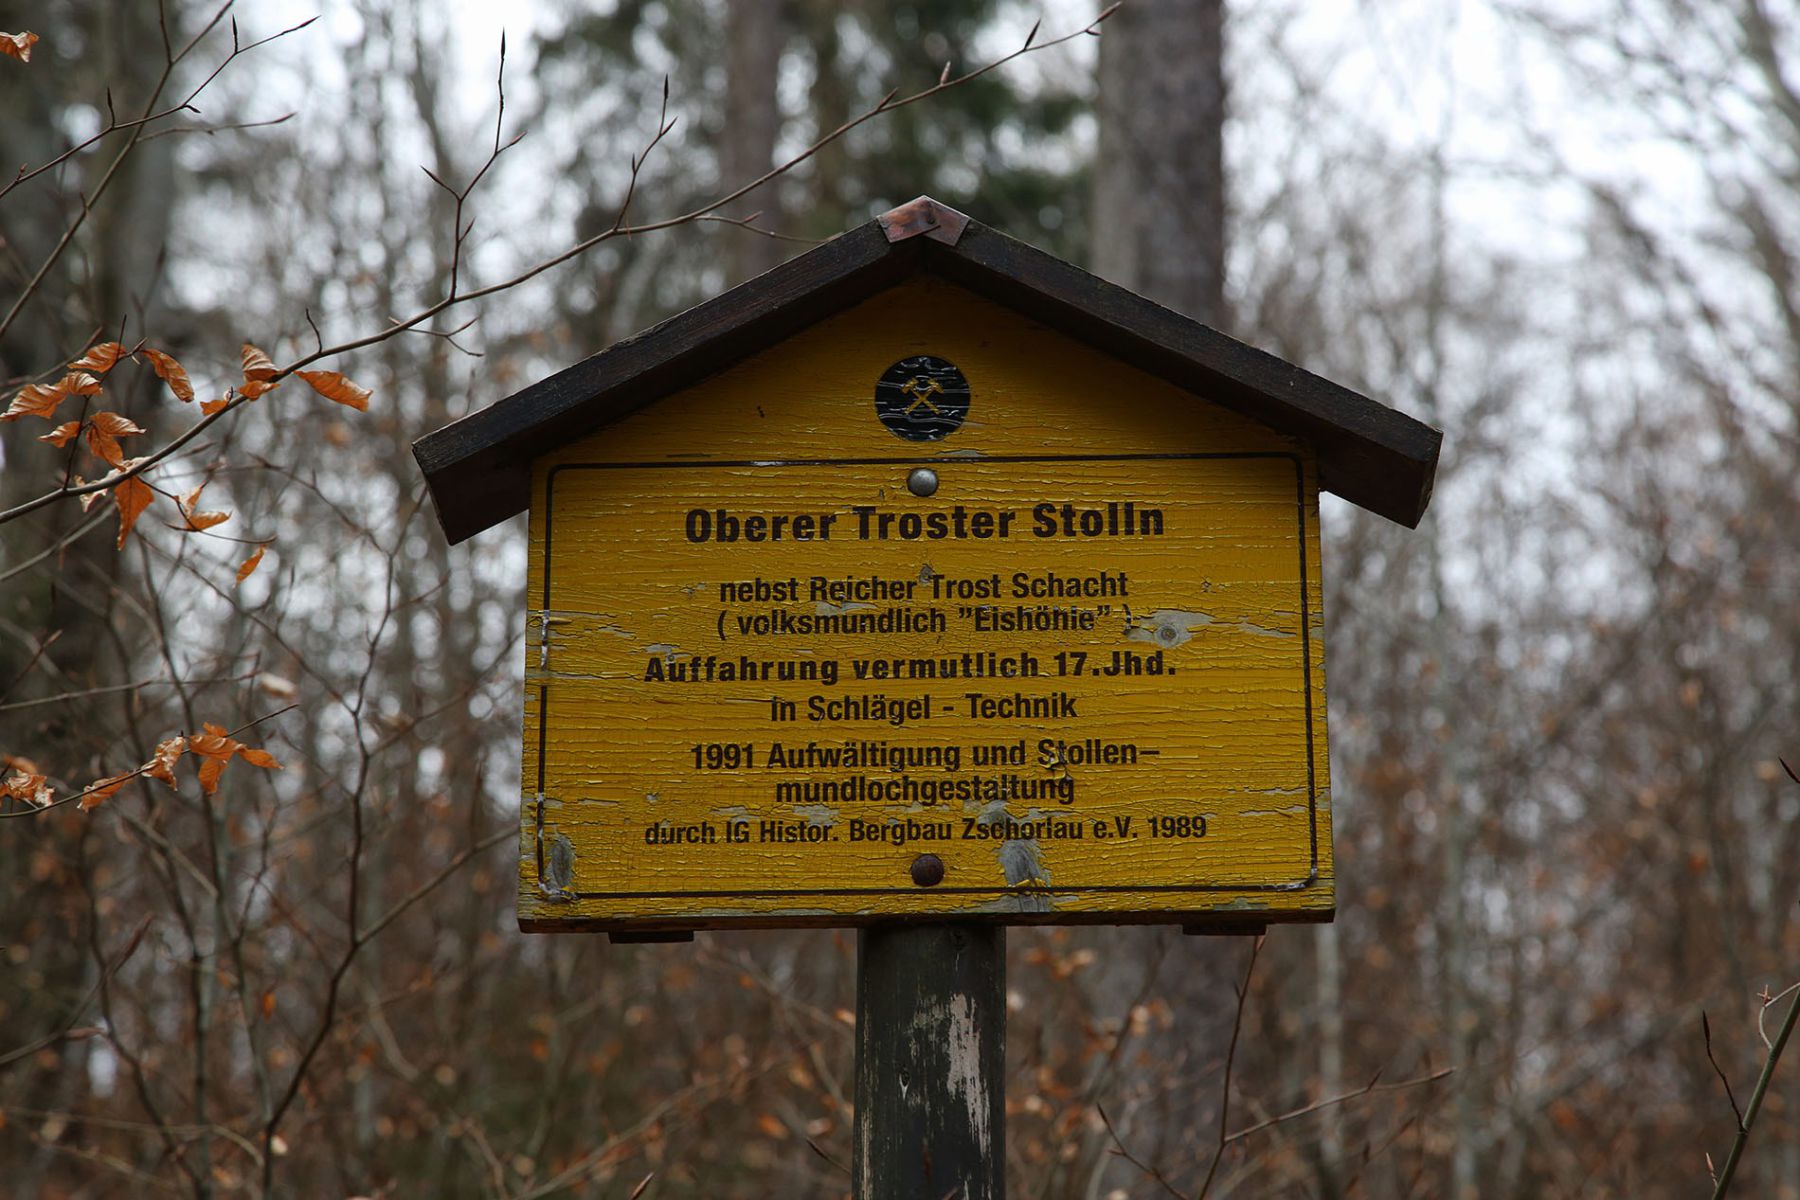 Oberer Troster Stolln
nebst Reicher Trost Schacht
( volksmundlich ”Eishöhle” )
Auffahrung vermutlich 17.Jhd.
in Schlägel - Technik
1991 Aufwältigung und Stollen–
mundlochgestaltung
durch IG Histor. Bergbau Zschorlau e.V. 1989